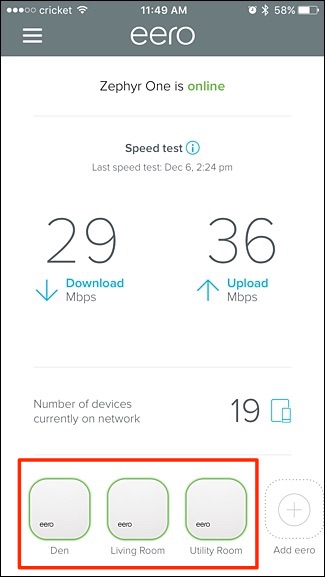 cricket 11:49 AM 58%
eero
Zephyr One is online
Speed test
Last speed test: Dec 6, 2:24 pm
29 36
Download Upload
Mbps Mbps
Number of devices
currently on network
19
eero eero eero
Den Living Room Utility Room Add eero